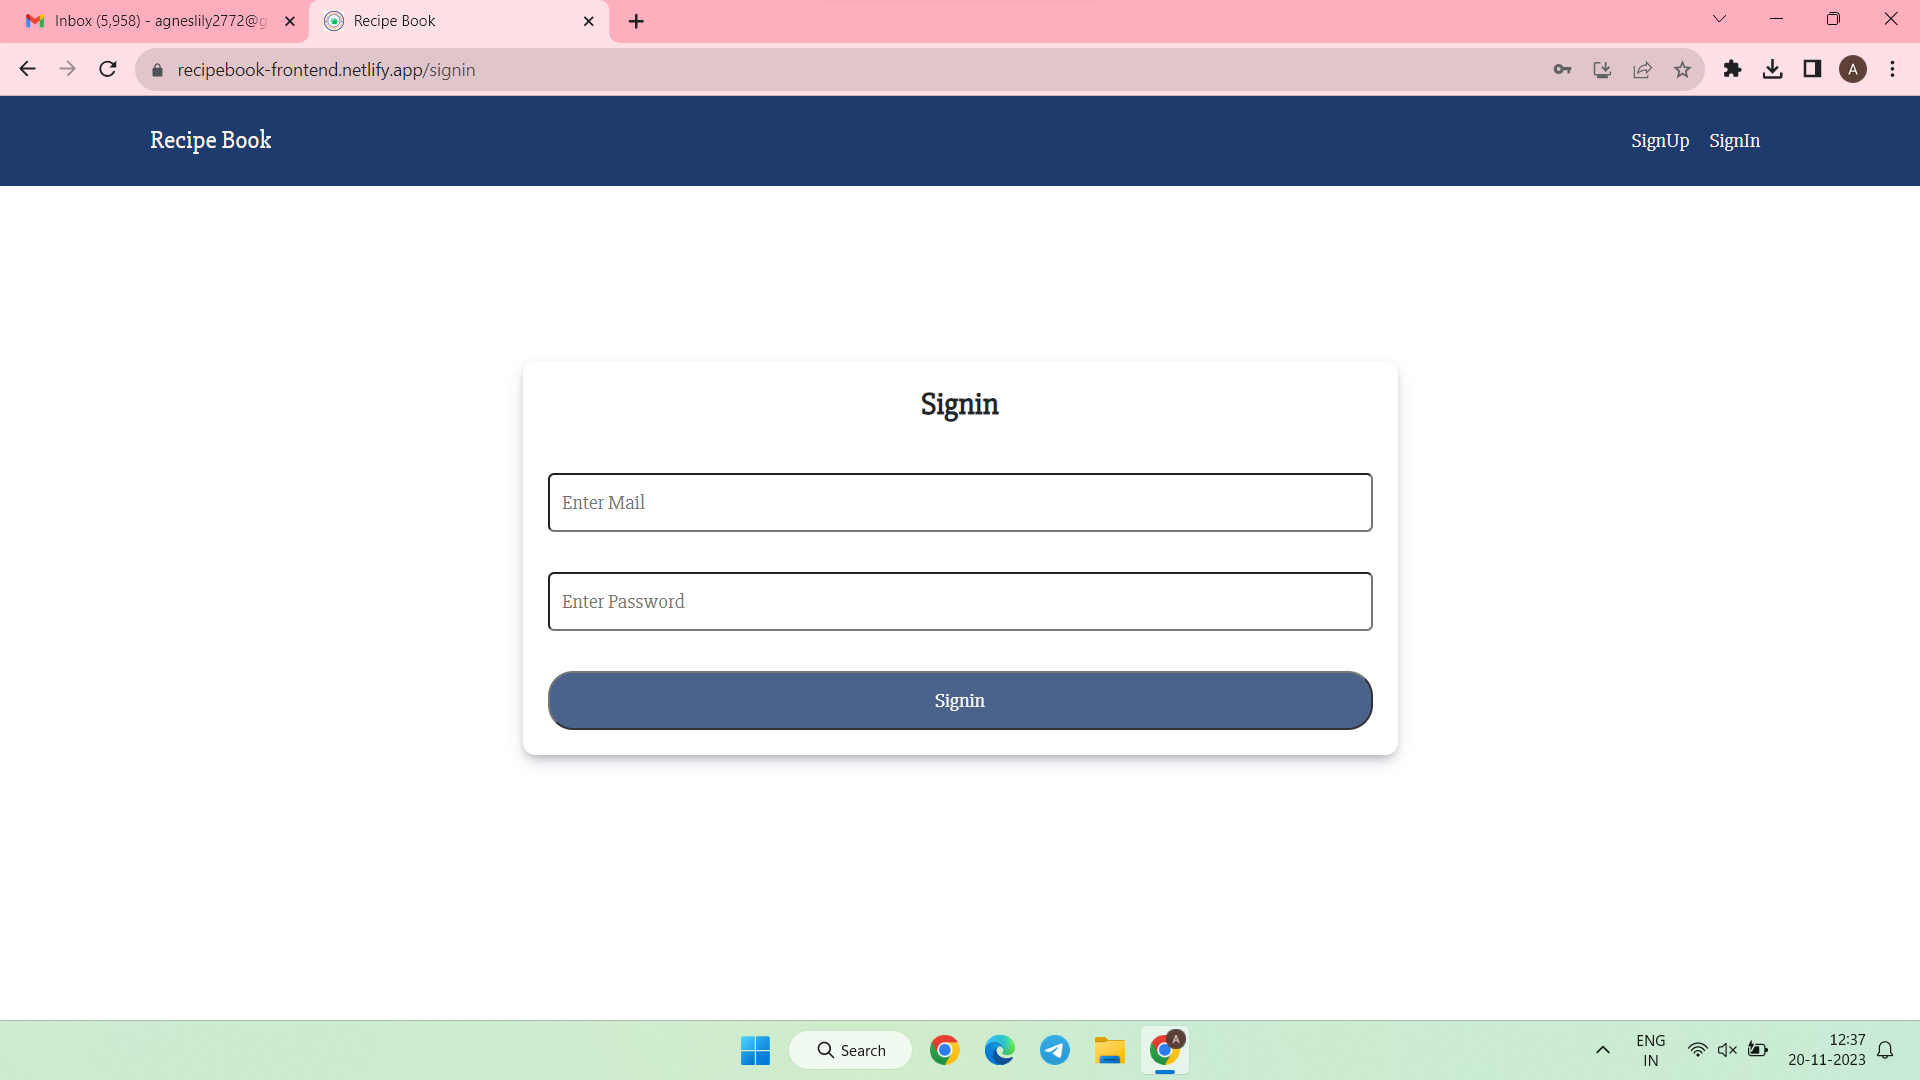 Inbox (5,958) - agneslily2772@g
Recipe Book
recipebook-frontend.netlify.app/signin
A
Recipe Book
SignUp
SignIn
Signin
Enter Mail
Enter Password
Signin
Search
A
ENG
IN
12:37
20-11-2023